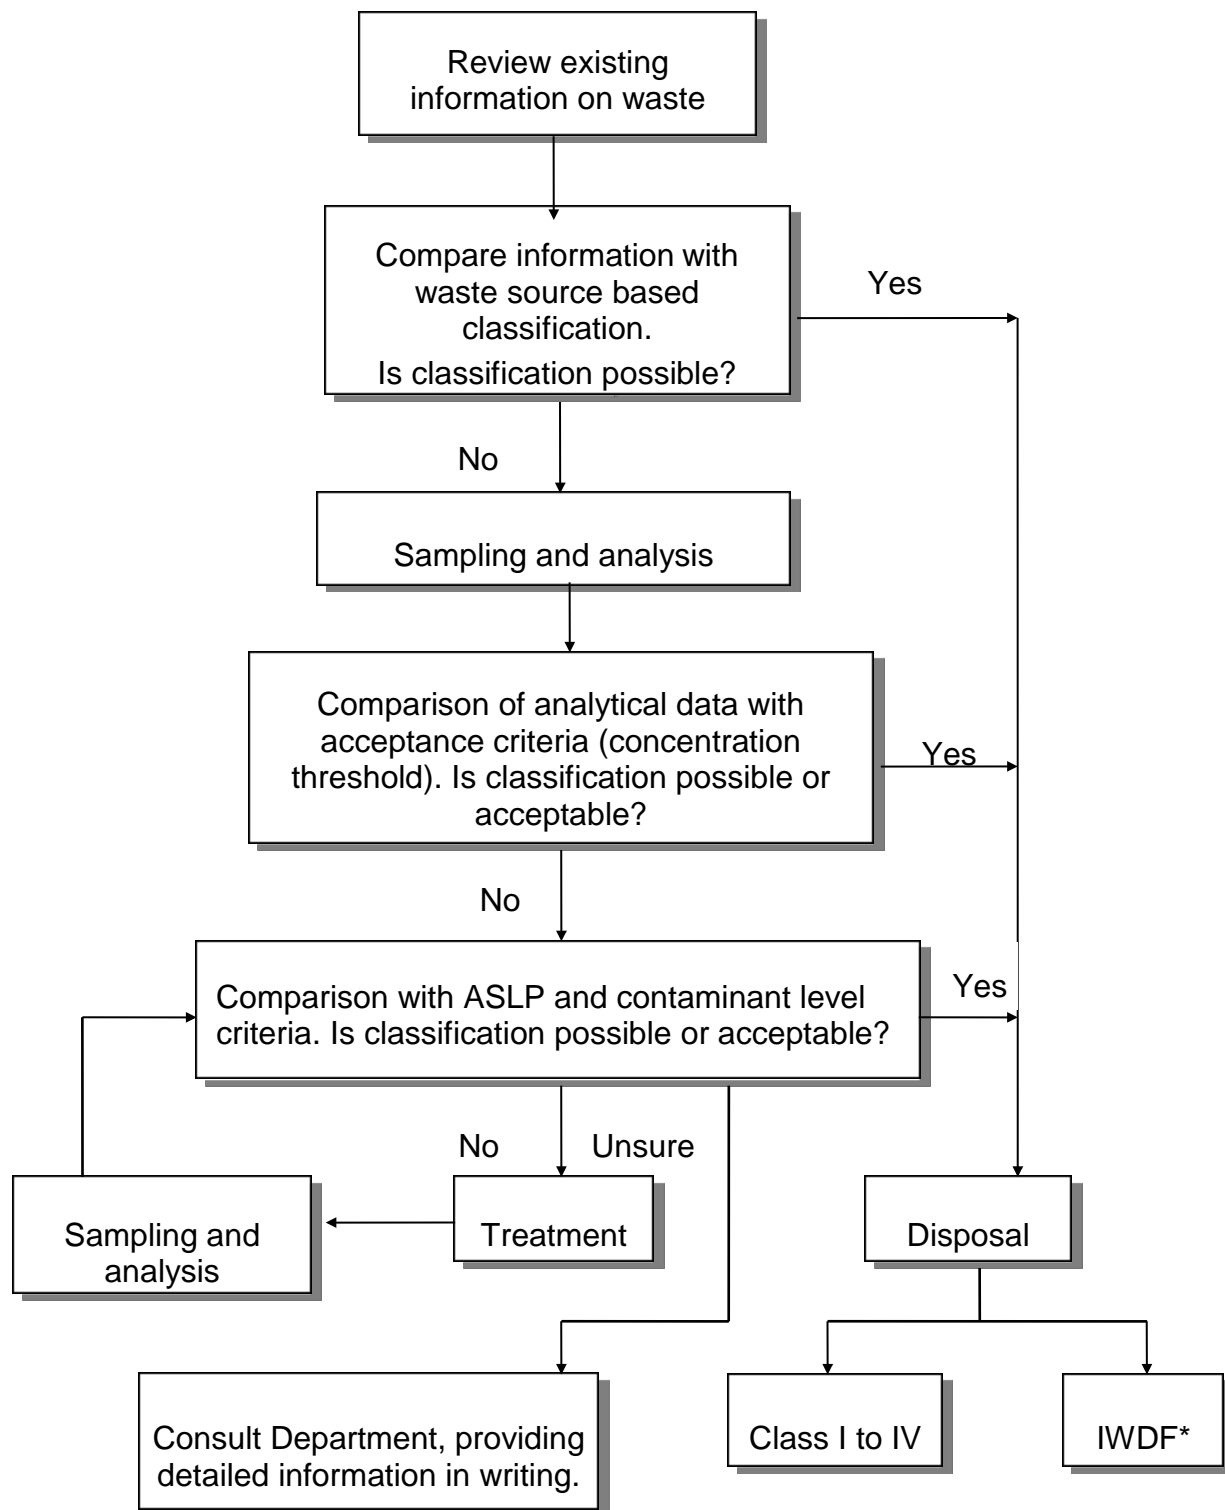 Review existing
information on waste
Compare information with
waste source based
classification.
Is classification possible?
Yes
No
Sampling and analysis
Comparison of analytical data with
acceptance criteria (concentration
threshold). Is classification possible or
acceptable?
Yes
No
Comparison with ASLP and contaminant level
criteria. Is classification possible or acceptable?
Yes
No
Unsure
Sampling and
analysis
Treatment
Disposal
Consult Department, providing
detailed information in writing.
Class I to IV
IWDF*